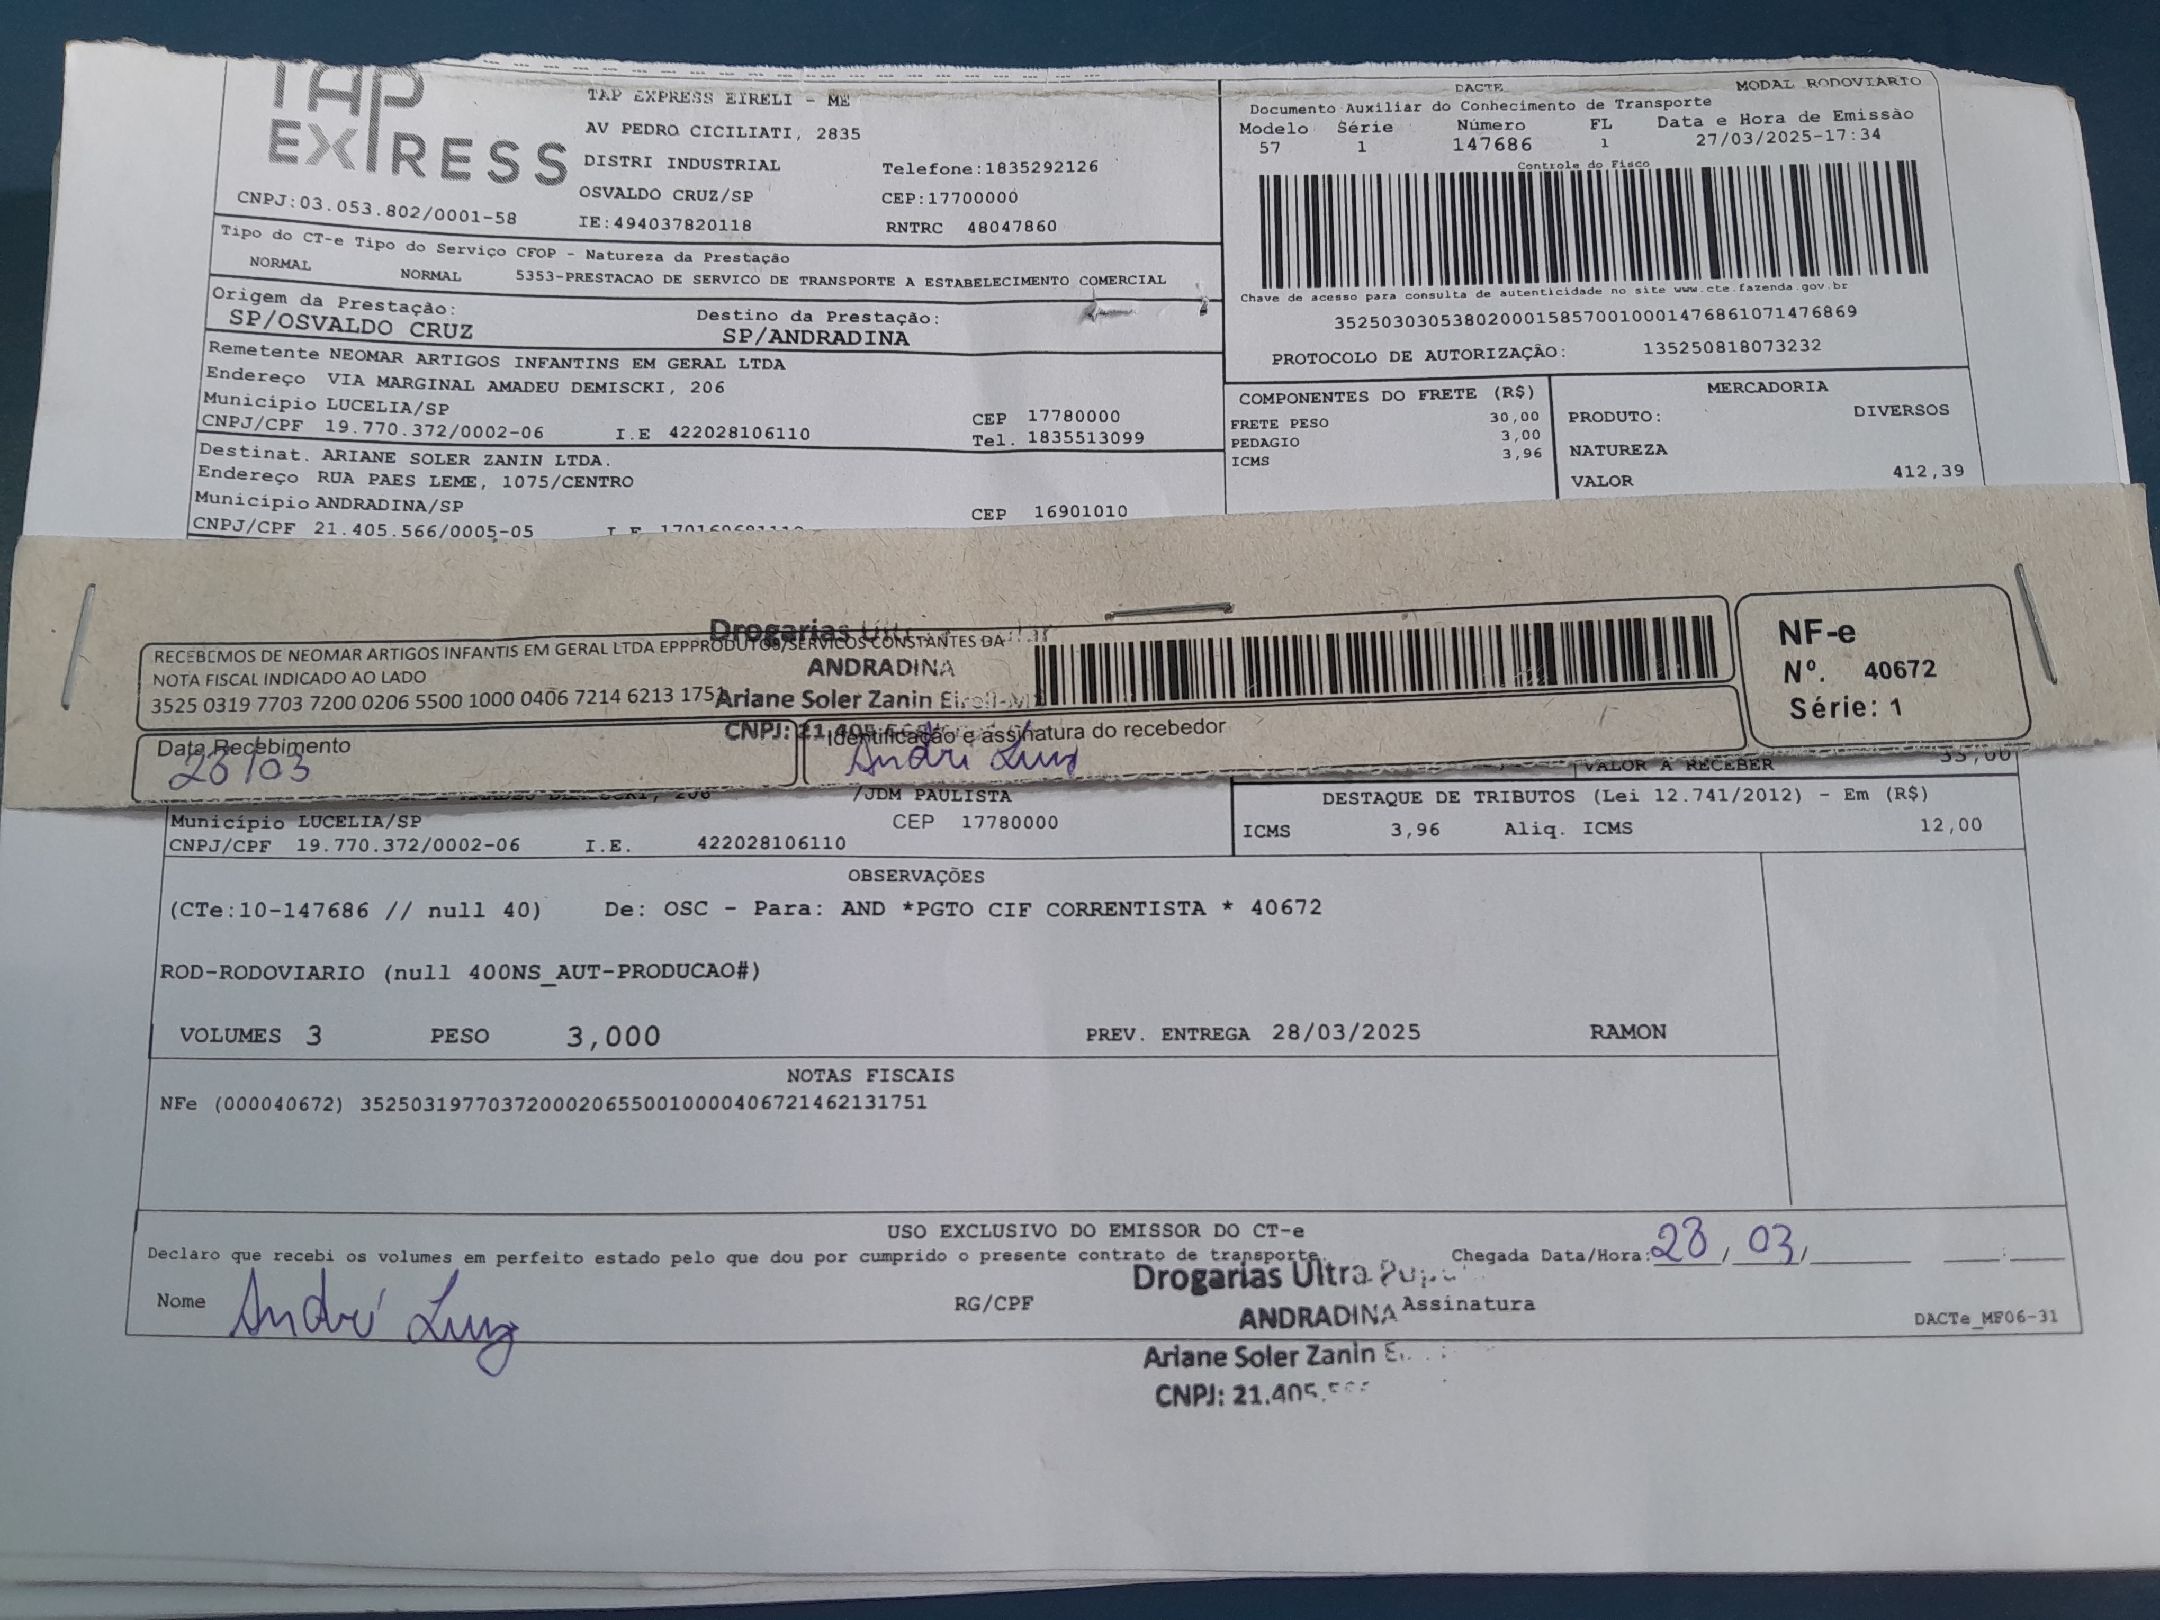 TAP EXPRESS
TAP EXPRESS EIRELI - ME
AV PEDRO CICILIATI, 2835
DISTRI INDUSTRIAL Telefone:1835292126
OSVALDO CRUZ/SP CEP:17700000
CNPJ:03.053.802/0001-58 IE:494037820118 RNTRC 48047860
DACTE MODAL RODOVIARIO
Documento Auxiliar do Conhecimento de Transporte
Modelo Série Número FL Data e Hora de Emissão
57 1 147686 1 27/03/2025-17:34
Controle do Fisco
Chave de acesso para consulta de autenticidade no site www.cte.fazenda.gov.br
35250303053802000158570010001476861071476869
PROTOCOLO DE AUTORIZAÇÃO: 135250818073232
Tipo do CT-e Tipo do Serviço CFOP - Natureza da Prestação
NORMAL NORMAL 5353-PRESTACAO DE SERVICO DE TRANSPORTE A ESTABELECIMENTO COMERCIAL
Origem da Prestação: Destino da Prestação:
SP/OSVALDO CRUZ SP/ANDRADINA
Remetente NEOMAR ARTIGOS INFANTINS EM GERAL LTDA
Endereço VIA MARGINAL AMADEU DEMISCKI, 206
Município LUCELIA/SP CEP 17780000
CNPJ/CPF 19.770.372/0002-06 I.E 422028106110 Tel. 1835513099
Destinat. ARIANE SOLER ZANIN LTDA.
Endereço RUA PAES LEME, 1075/CENTRO
Município ANDRADINA/SP CEP 16901010
CNPJ/CPF 21.405.566/0005-05
COMPONENTES DO FRETE (R$)
FRETE PESO 30,00
PEDAGIO 3,00
ICMS 3,96
MERCADORIA
PRODUTO: DIVERSOS
NATUREZA
VALOR 412,39
RECEBEMOS DE NEOMAR ARTIGOS INFANTIS EM GERAL LTDA EPPPRODUTOS/SERVICOS CONSTANTES DA
NOTA FISCAL INDICADO AO LADO
3525 0319 7703 7200 0206 5500 1000 0406 7214 6213 1751
Drogarias
ANDRADINA
Ariane Soler Zanin Eireli-M
CNPJ: 21.405
NF-e
Nº. 40672
Série: 1
Data Recebimento
28/03
Identificação e assinatura do recebedor
André Luiz
VALOR A RECEBER
/JDM PAULISTA
Município LUCELIA/SP CEP 17780000
CNPJ/CPF 19.770.372/0002-06 I.E. 422028106110
DESTAQUE DE TRIBUTOS (Lei 12.741/2012) - Em (R$)
ICMS 3,96 Aliq. ICMS 12,00
OBSERVAÇÕES
(CTe:10-147686 // null 40) De: OSC - Para: AND *PGTO CIF CORRENTISTA * 40672
ROD-RODOVIARIO (null 400NS_AUT-PRODUCAO#)
VOLUMES 3 PESO 3,000 PREV. ENTREGA 28/03/2025 RAMON
NOTAS FISCAIS
NFe (000040672) 35250319770372000206550010000406721462131751
USO EXCLUSIVO DO EMISSOR DO CT-e
Declaro que recebi os volumes em perfeito estado pelo que dou por cumprido o presente contrato de transporte. Chegada Data/Hora: 28 / 03 /
Nome André Luiz RG/CPF Assinatura
DACTe_MF06-31
Drogarias Ultra
ANDRADINA
Ariane Soler Zanin
CNPJ: 21.405.